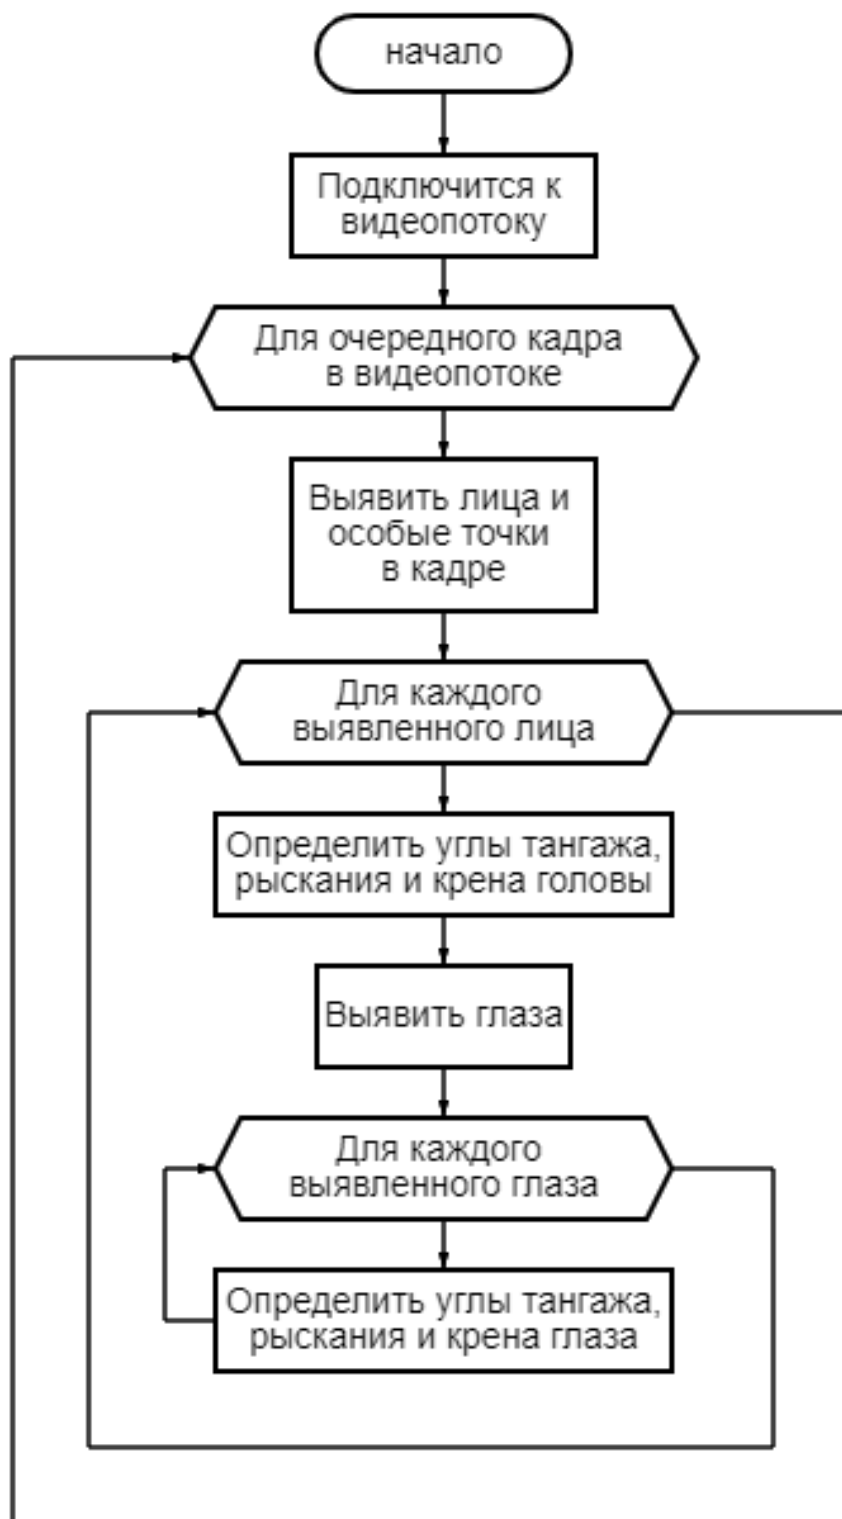 начало
Подключится к
видеопотоку
Для очередного кадра
в видеопотоке
Выявить лица и
особые точки
в кадре
Для каждого
выявленного лица
Определить углы тангажа,
рыскания и крена головы
Выявить глаза
Для каждого
выявленного глаза
Определить углы тангажа,
рыскания и крена глаза